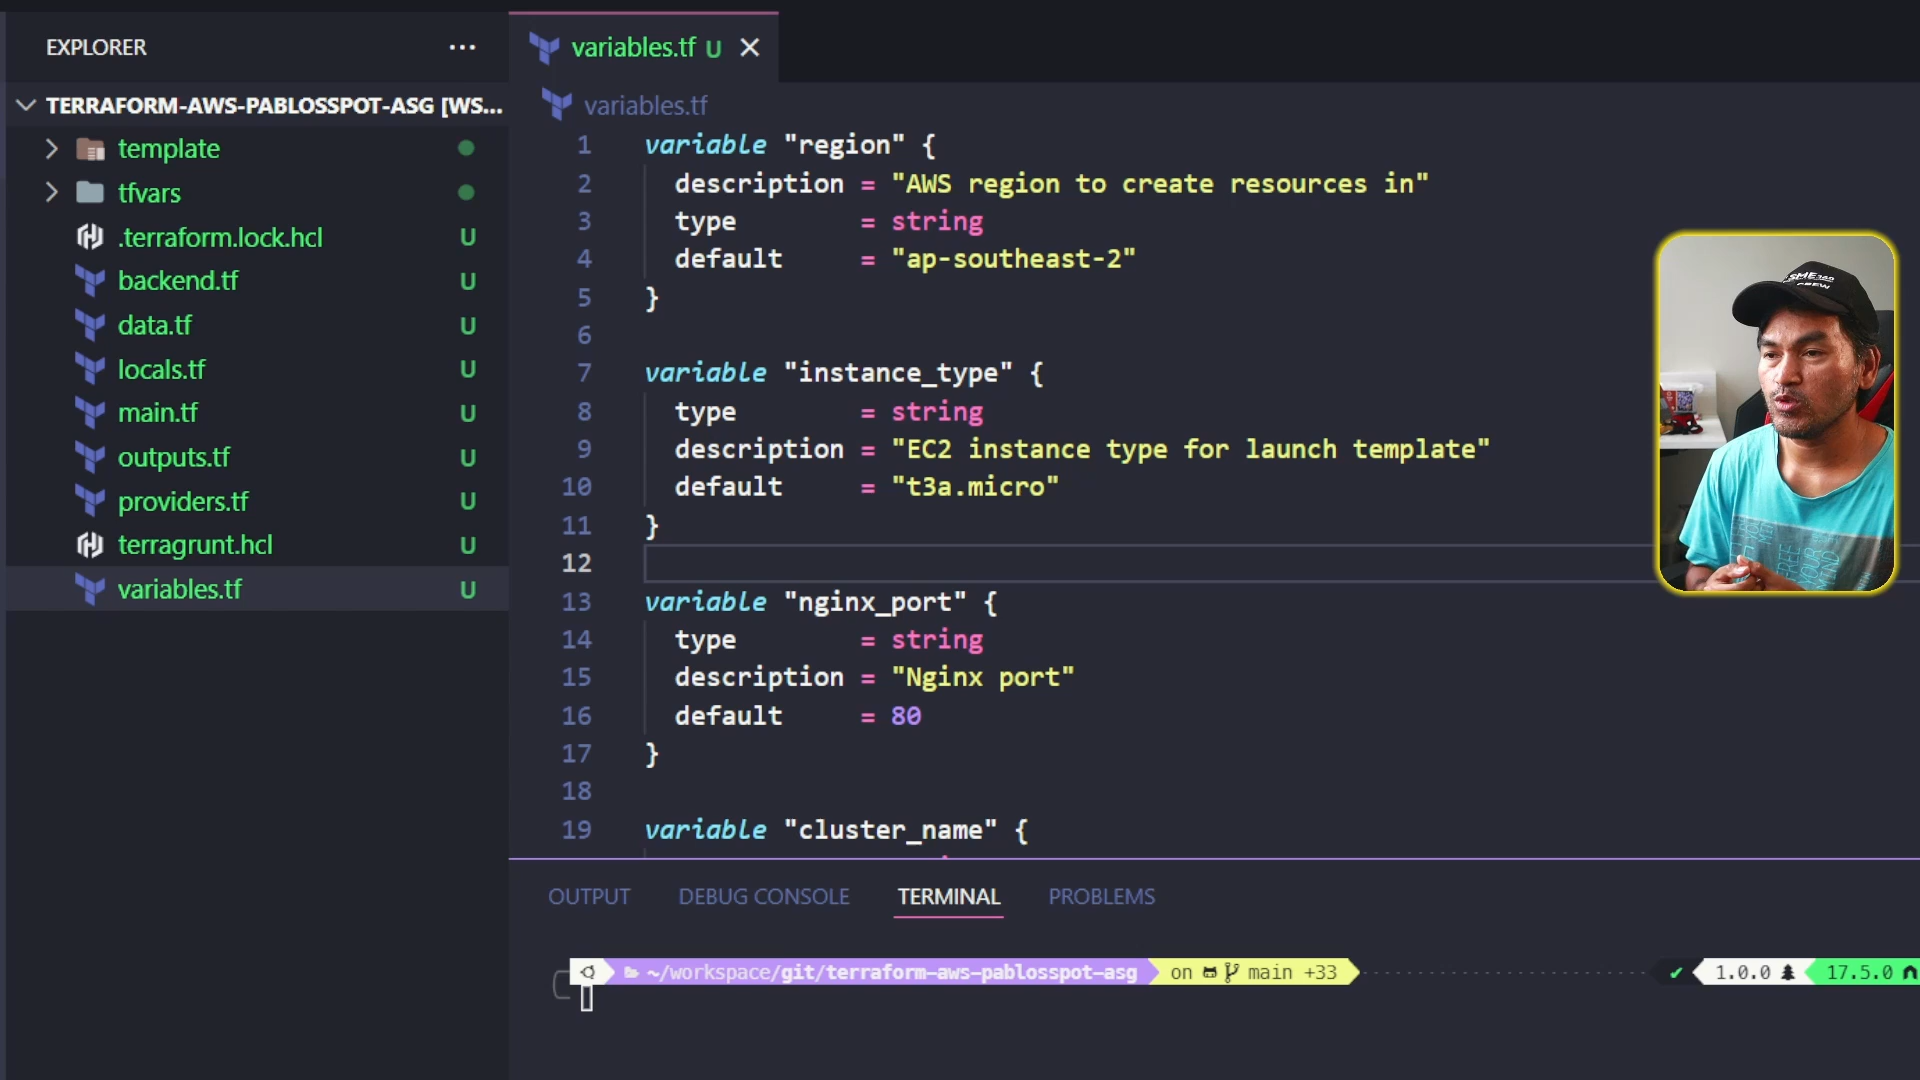 EXPLORER
TERRAFORM-AWS-PABLOSSPOT-ASG [WS...
template
tfvars
.terraform.lock.hcl U
backend.tf U
data.tf U
locals.tf U
main.tf U
outputs.tf U
providers.tf U
terragrunt.hcl U
variables.tf U
variables.tf U
variables.tf
1 variable "region" {
2 description = "AWS region to create resources in"
3 type = string
4 default = "ap-southeast-2"
5 }
6
7 variable "instance_type" {
8 type = string
9 description = "EC2 instance type for launch template"
10 default = "t3a.micro"
11 }
12
13 variable "nginx_port" {
14 type = string
15 description = "Nginx port"
16 default = 80
17 }
18
19 variable "cluster_name" {
OUTPUT DEBUG CONSOLE TERMINAL PROBLEMS
~/workspace/git/terraform-aws-pablosspot-asg on main +33 1.0.0 17.5.0
SME360
CREW